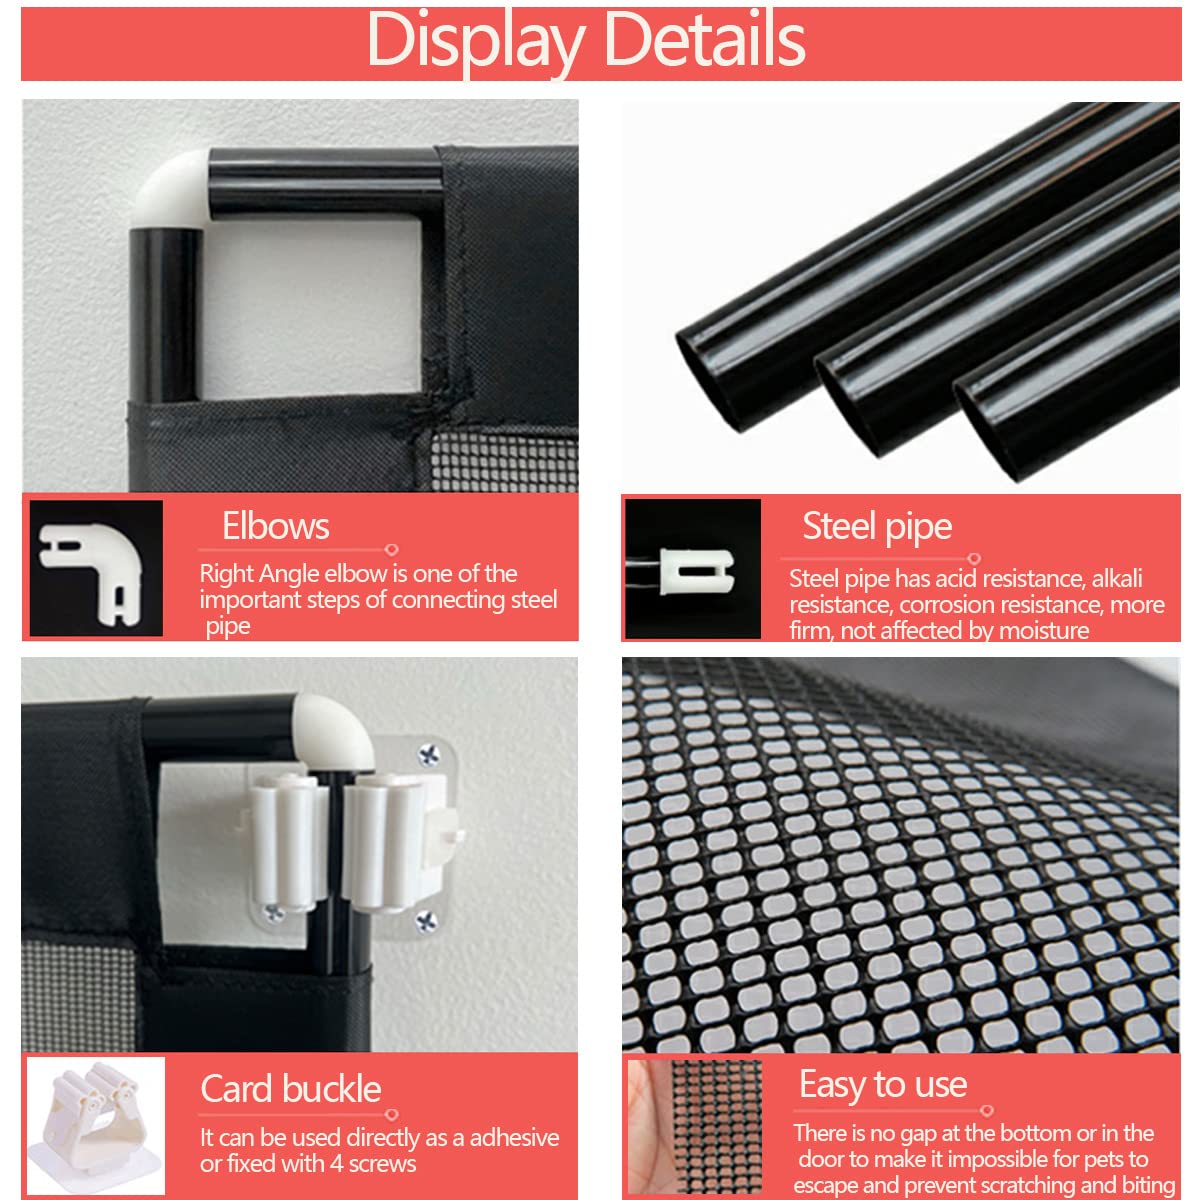 Display Details
Elbows
Right Angle elbow is one of the
important steps of connecting steel
pipe
Steel pipe
Steel pipe has acid resistance, alkali
resistance, corrosion resistance, more
firm, not affected by moisture
Card buckle
It can be used directly as a adhesive
or fixed with 4 screws
Easy to use
There is no gap at the bottom or in the
door to make it impossible for pets to
escape and prevent scratching and biting